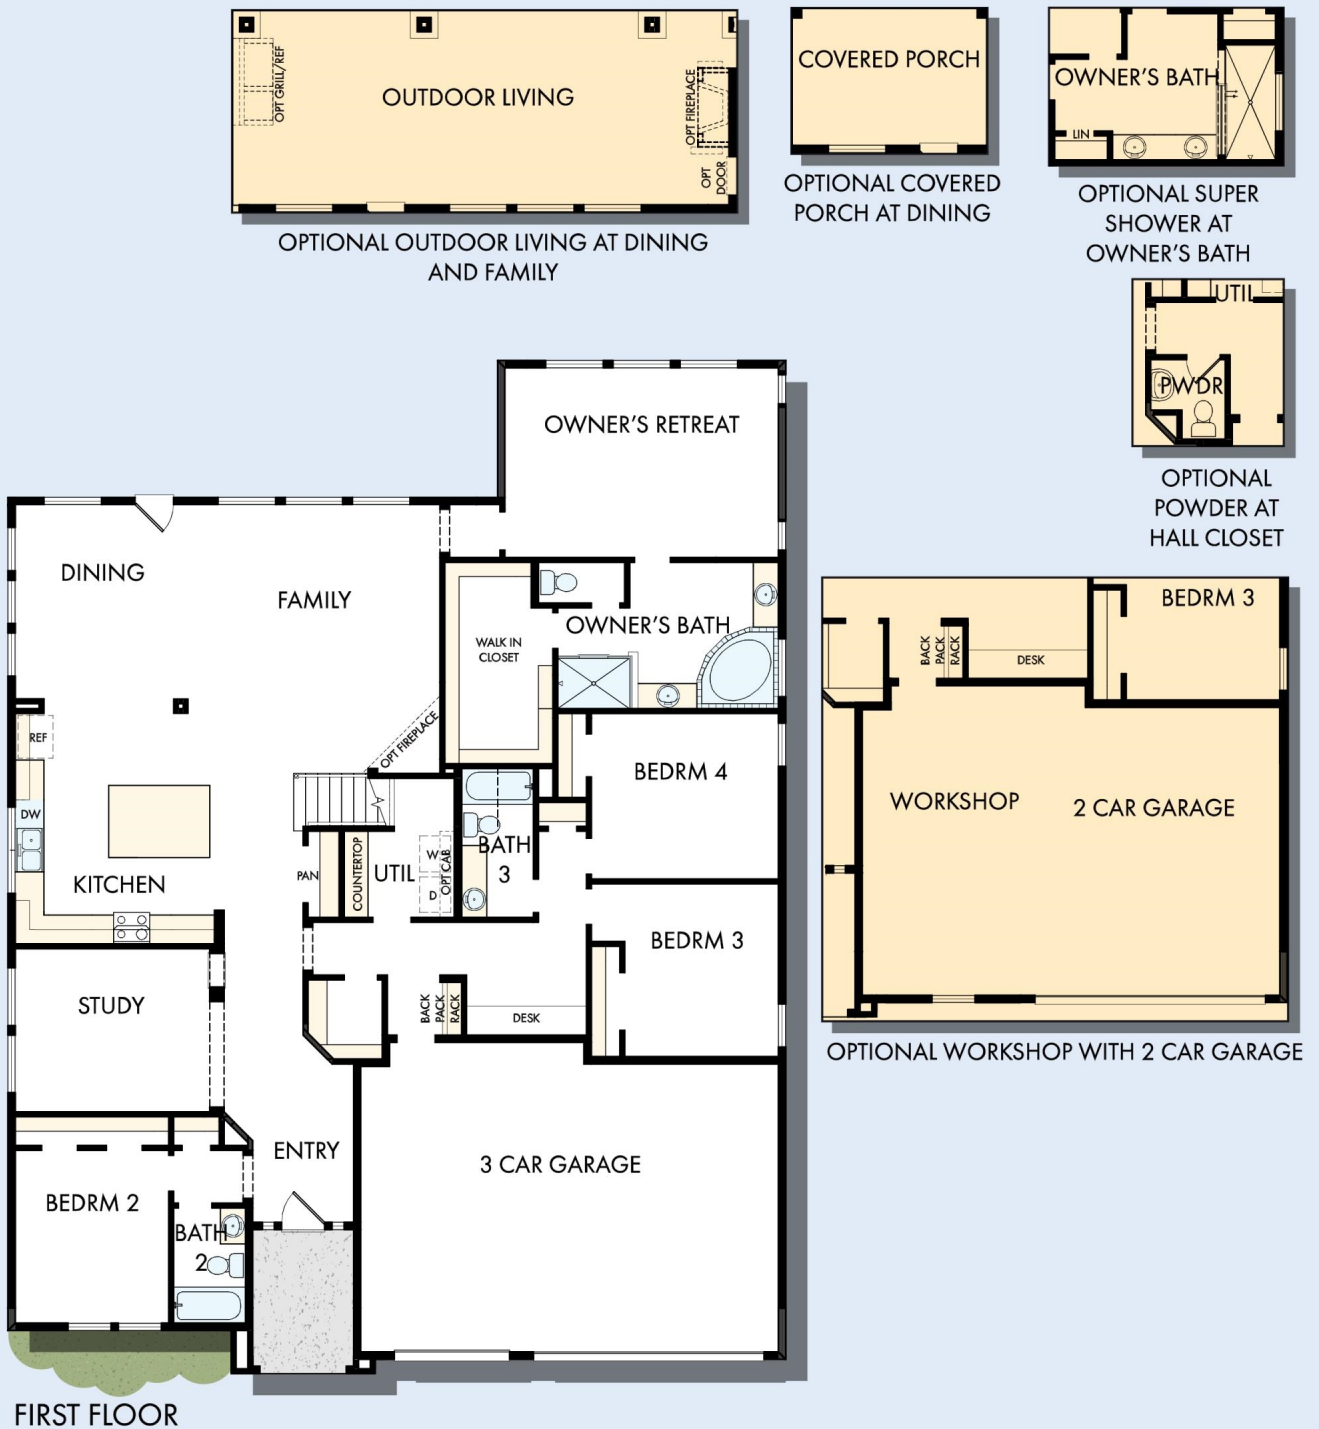 OPT GRILL/REF
OUTDOOR LIVING
OPT FIREPLACE
OPT
DOOR
OPTIONAL OUTDOOR LIVING AT DINING
AND FAMILY
COVERED PORCH
OPTIONAL COVERED
PORCH AT DINING
OWNER'S BATH
LIN
OPTIONAL SUPER
SHOWER AT
OWNER'S BATH
UTIL
PWDR
OPTIONAL
POWDER AT
HALL CLOSET
OWNER'S RETREAT
DINING
FAMILY
WALK IN
CLOSET
OWNER'S BATH
OPT FIREPLACE
REF
DW
KITCHEN
PAN
COUNTERTOP
UTIL
W
D
OPT CAB
BATH
3
BEDRM 4
BEDRM 3
STUDY
BACK
PACK
RACK
DESK
ENTRY
3 CAR GARAGE
BEDRM 2
BATH
2
FIRST FLOOR
BEDRM 3
BACK
PACK
RACK
DESK
WORKSHOP
2 CAR GARAGE
OPTIONAL WORKSHOP WITH 2 CAR GARAGE